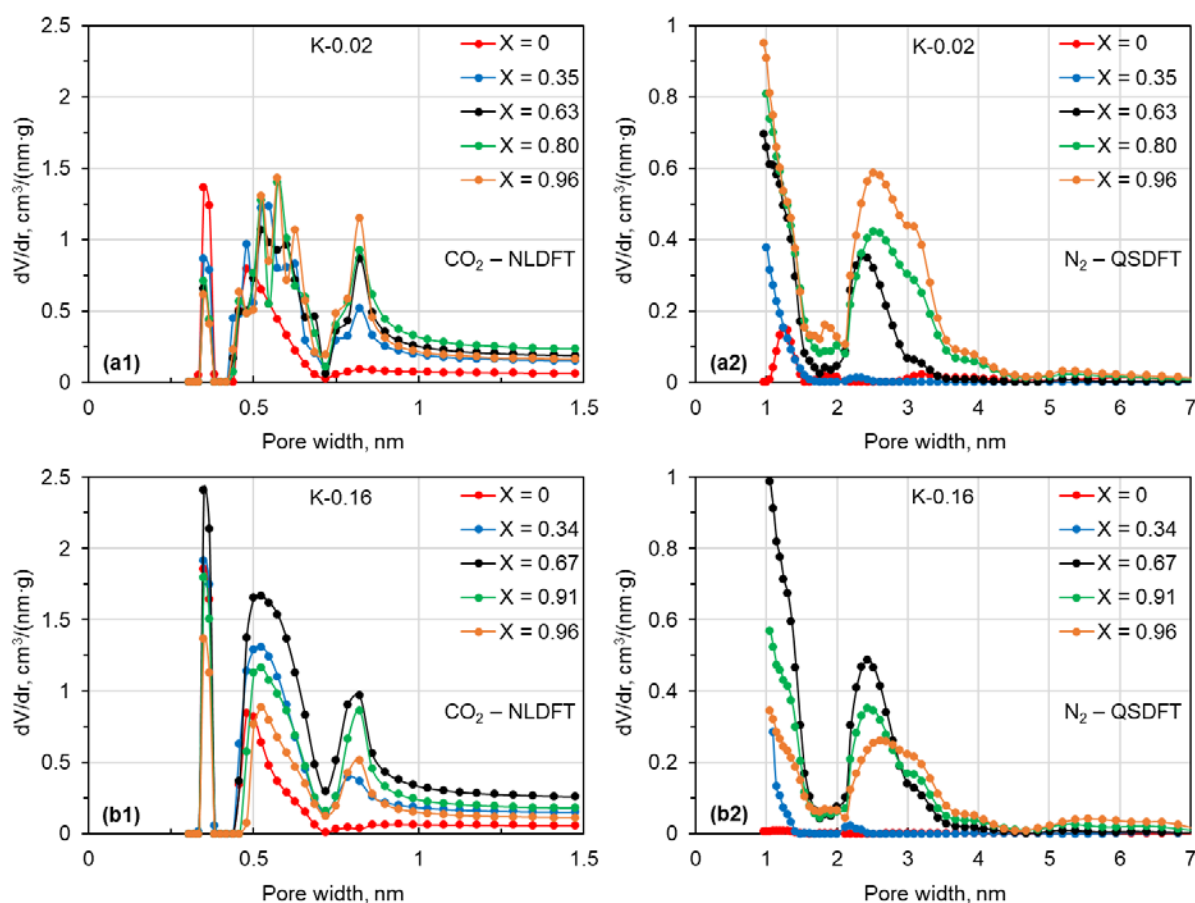 K-0.02
X = 0
X = 0.35
X = 0.63
X = 0.80
X = 0.96
CO₂ – NLDFT
(a1)
dV/dr, cm³/(nm·g)
2.5
2
1.5
1
0.5
0
0
0.5
1
1.5
Pore width, nm
K-0.02
X = 0
X = 0.35
X = 0.63
X = 0.80
X = 0.96
N₂ – QSDFT
(a2)
dV/dr, cm³/(nm·g)
1
0.8
0.6
0.4
0.2
0
0
1
2
3
4
5
6
7
Pore width, nm
K-0.16
X = 0
X = 0.34
X = 0.67
X = 0.91
X = 0.96
CO₂ – NLDFT
(b1)
dV/dr, cm³/(nm·g)
2.5
2
1.5
1
0.5
0
0
0.5
1
1.5
Pore width, nm
K-0.16
X = 0
X = 0.34
X = 0.67
X = 0.91
X = 0.96
N₂ – QSDFT
(b2)
dV/dr, cm³/(nm·g)
1
0.8
0.6
0.4
0.2
0
0
1
2
3
4
5
6
7
Pore width, nm